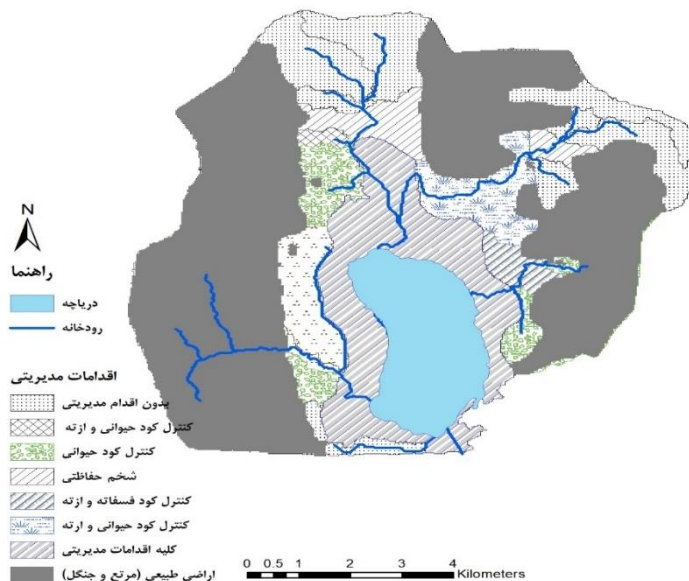 N
راهنما
دریاچه
رودخانه
اقدامات مدیریتی
بدون اقدام مدیریتی
کنترل کود حیوانی و ازته
کنترل کود حیوانی
شخم حفاظتی
کنترل کود فسفاته و ازته
کنترل کود حیوانی و ارته
کلیه اقدامات مدیریتی
اراضی طبیعی (مرتع و جنگل)
0 0.5 1 2 3 4
Kilometers